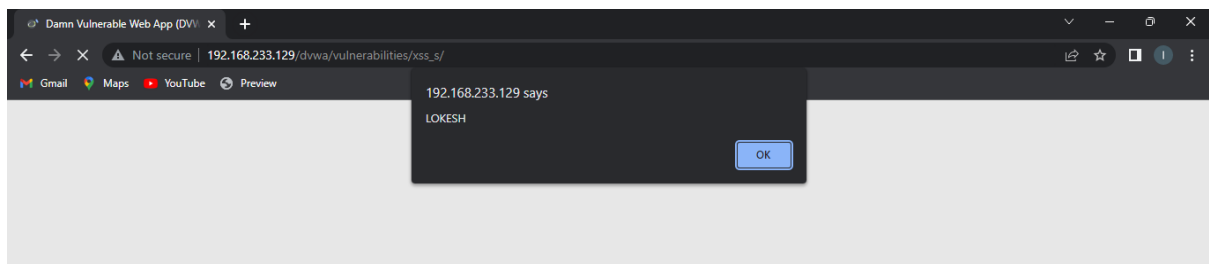 Damn Vulnerable Web App (DVW
Not secure | 192.168.233.129/dvwa/vulnerabilities/xss_s/
Gmail Maps YouTube Preview
192.168.233.129 says
LOKESH
OK
I